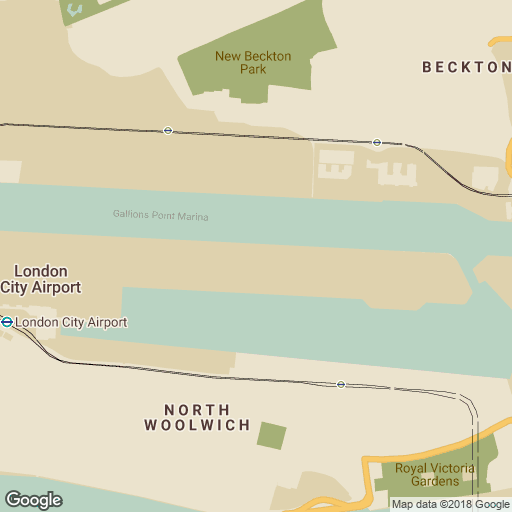 New Beckton
Park
BECKTON
Gallions Point Marina
London
City Airport
London City Airport
NORTH
WOOLWICH
Royal Victoria
Gardens
Google
Map data ©2018 Google